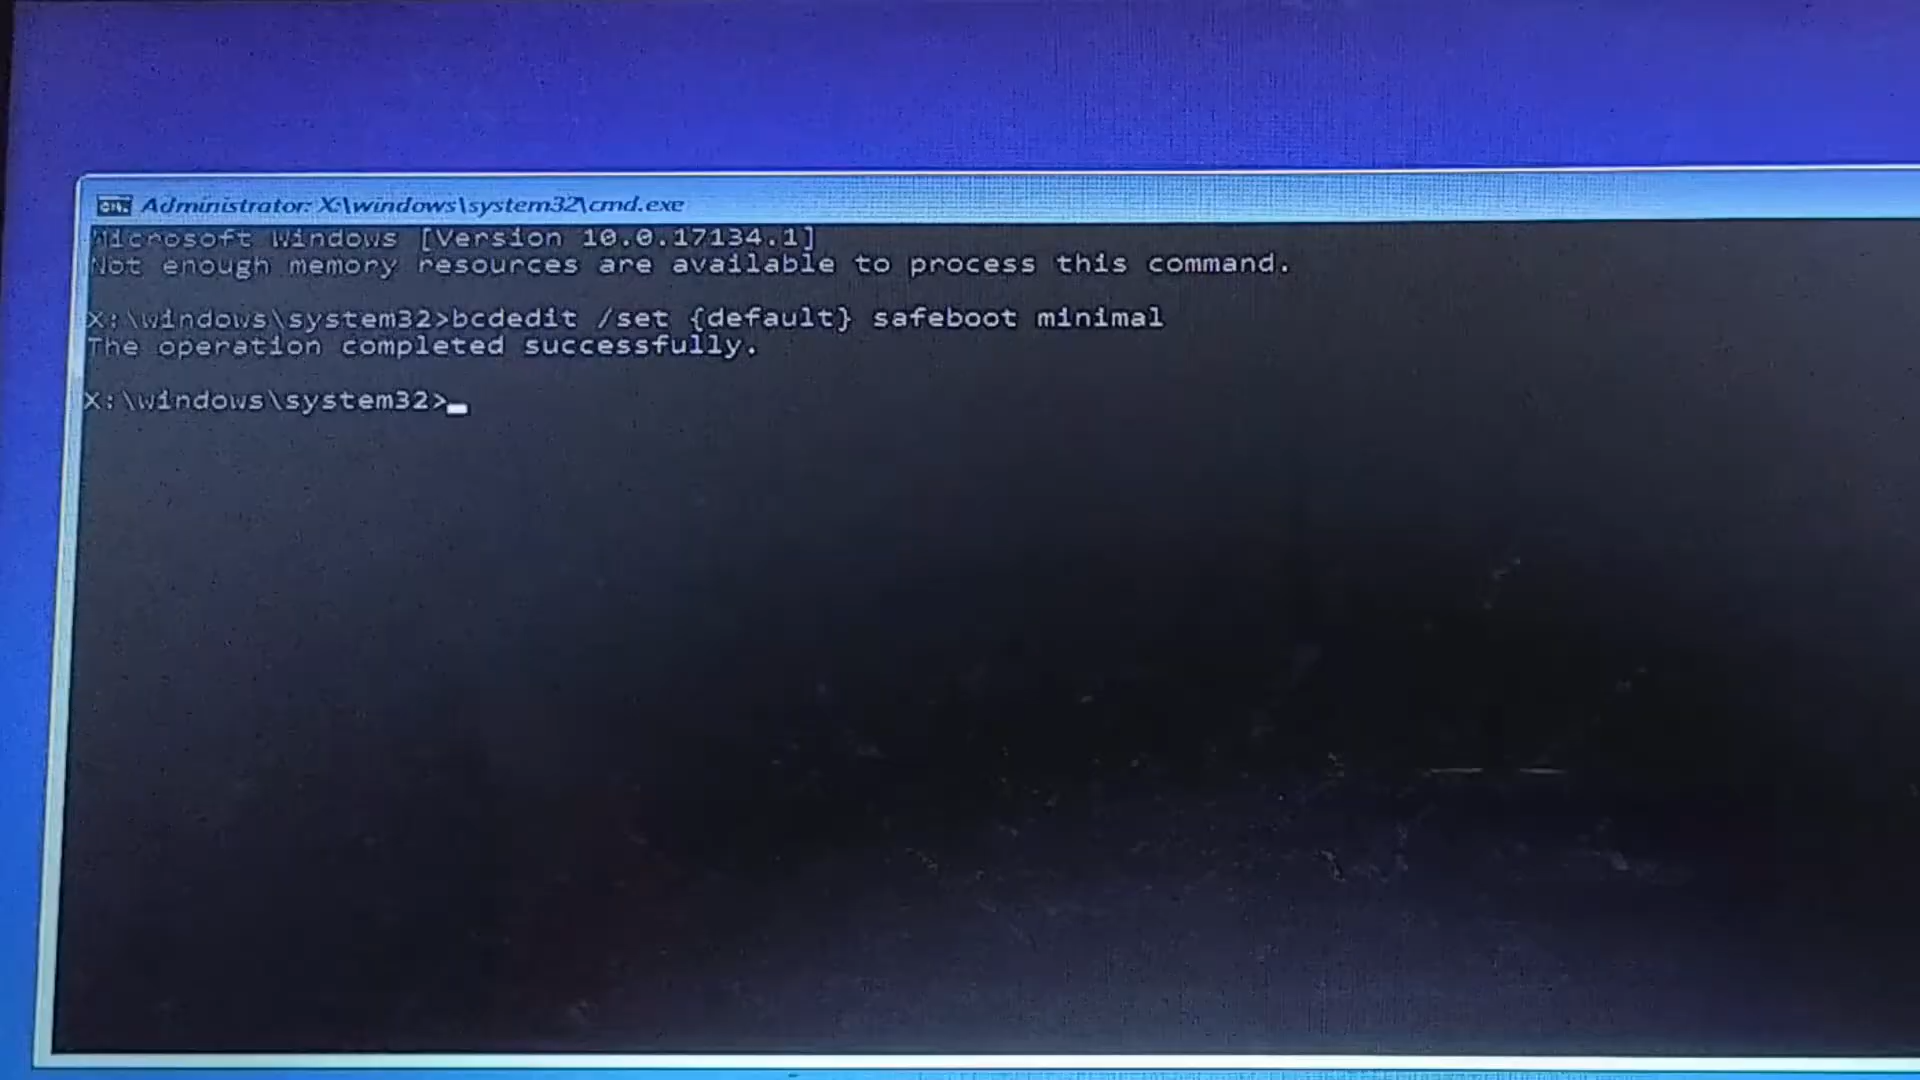 Administrator: X:\windows\system32\cmd.exe
Microsoft Windows [Version 10.0.17134.1]
Not enough memory resources are available to process this command.
X:\windows\system32>bcdedit /set {default} safeboot minimal
The operation completed successfully.
X:\windows\system32>